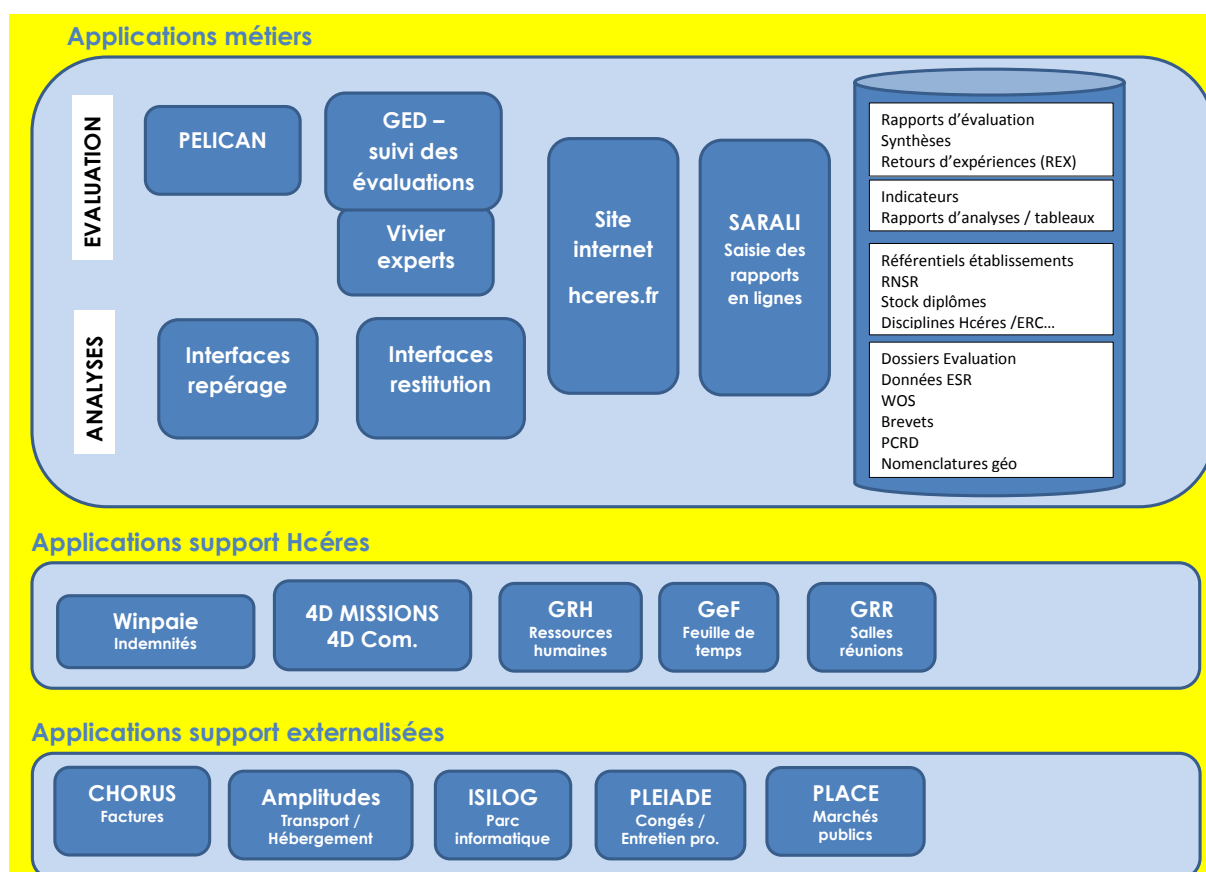 Applications métiers
EVALUATION
PELICAN
GED –
suivi des
évaluations
Vivier
experts
ANALYSES
Interfaces
repérage
Interfaces
restitution
Site
internet
hceres.fr
SARALI
Saisie des
rapports
en lignes
Rapports d'évaluation
Synthèses
Retours d'expériences (REX)
Indicateurs
Rapports d'analyses / tableaux
Référentiels établissements
RNSR
Stock diplômes
Disciplines Hcéres /ERC…
Dossiers Evaluation
Données ESR
WOS
Brevets
PCRD
Nomenclatures géo
Applications support Hcéres
Winpaie
Indemnités
4D MISSIONS
4D Com.
GRH
Ressources
humaines
GeF
Feuille de
temps
GRR
Salles
réunions
Applications support externalisées
CHORUS
Factures
Amplitudes
Transport /
Hébergement
ISILOG
Parc
informatique
PLEIADE
Congés /
Entretien pro.
PLACE
Marchés
publics